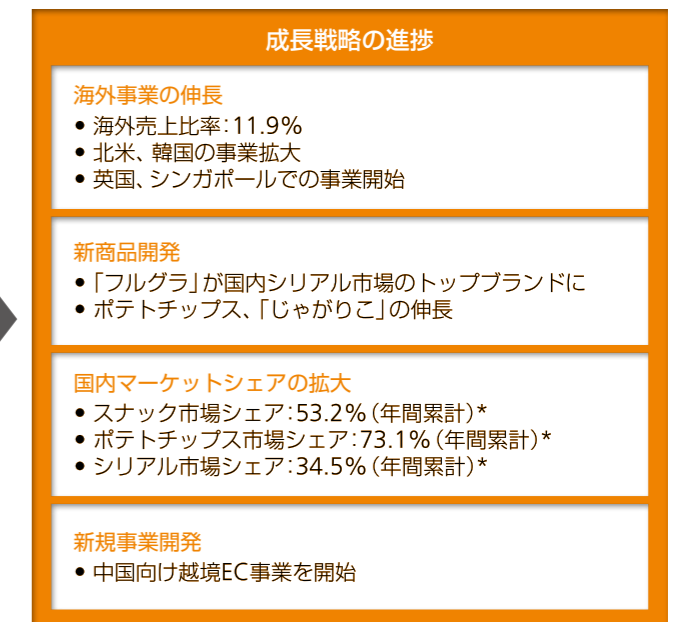 成長戦略の進捗
海外事業の伸長
● 海外売上比率：11.9%
● 北米、韓国の事業拡大
● 英国、シンガポールでの事業開始
新商品開発
● 「フルグラ」が国内シリアル市場のトップブランドに
● ポテトチップス、「じゃがりこ」の伸長
国内マーケットシェアの拡大
● スナック市場シェア：53.2%（年間累計）*
● ポテトチップス市場シェア：73.1%（年間累計）*
● シリアル市場シェア：34.5%（年間累計）*
新規事業開発
● 中国向け越境EC事業を開始